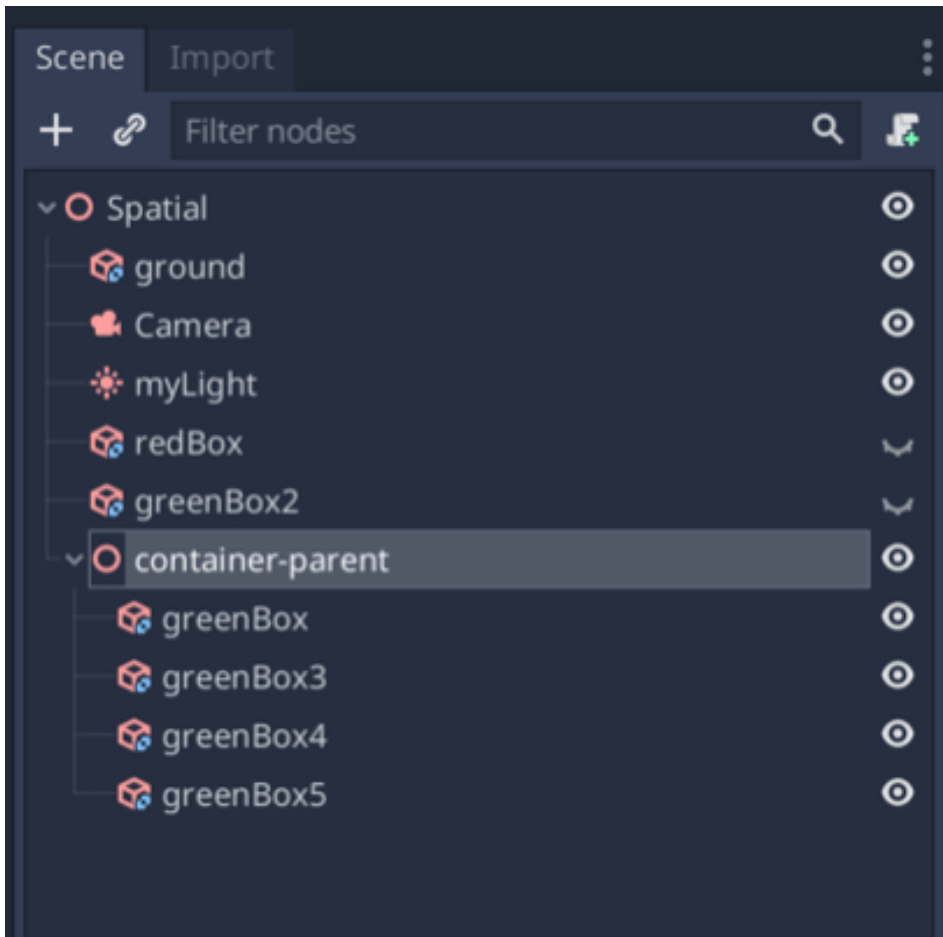 Scene Import
Filter nodes
Spatial
ground
Camera
myLight
redBox
greenBox2
container-parent
greenBox
greenBox3
greenBox4
greenBox5